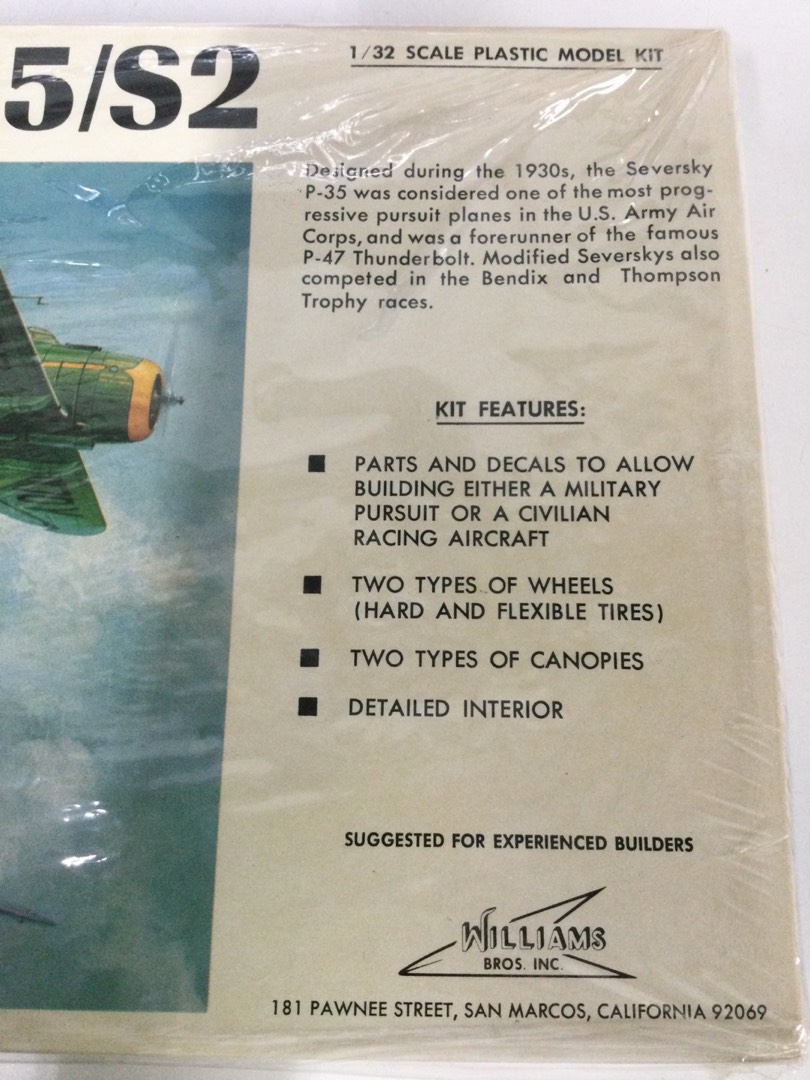 5/S2
1/32 SCALE PLASTIC MODEL KIT
Designed during the 1930s, the Seversky
P-35 was considered one of the most prog-
ressive pursuit planes in the U.S. Army Air
Corps, and was a forerunner of the famous
P-47 Thunderbolt. Modified Severskys also
competed in the Bendix and Thompson
Trophy races.
KIT FEATURES:
■ PARTS AND DECALS TO ALLOW
BUILDING EITHER A MILITARY
PURSUIT OR A CIVILIAN
RACING AIRCRAFT
■ TWO TYPES OF WHEELS
(HARD AND FLEXIBLE TIRES)
■ TWO TYPES OF CANOPIES
■ DETAILED INTERIOR
SUGGESTED FOR EXPERIENCED BUILDERS
WILLIAMS
BROS. INC.
181 PAWNEE STREET, SAN MARCOS, CALIFORNIA 92069